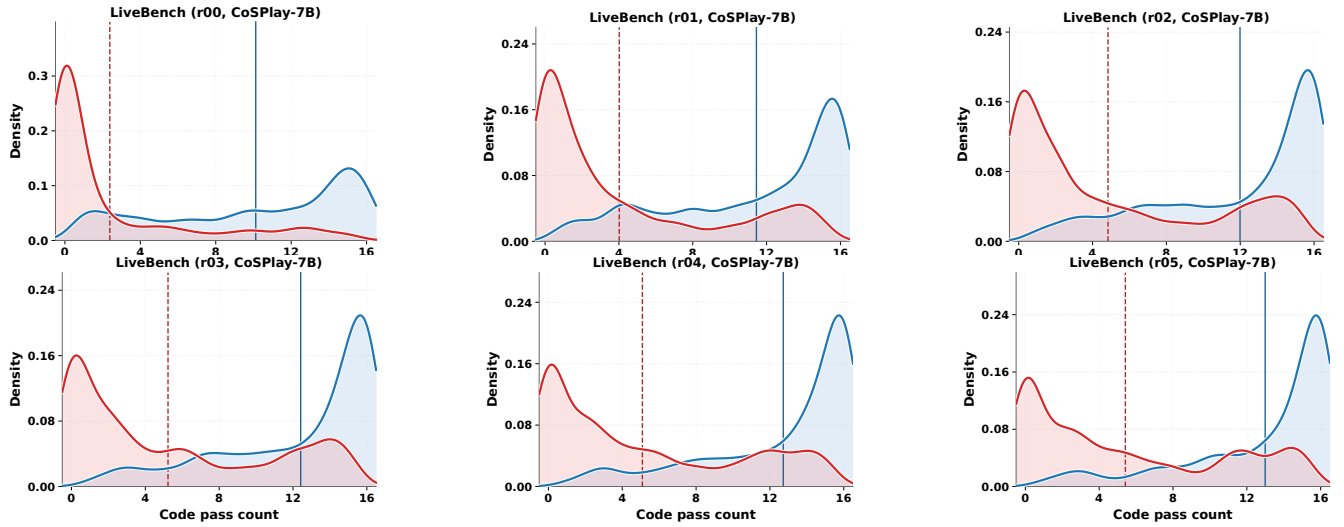 LiveBench (r00, CoSPlay-7B)
Density
0.3
0.2
0.1
0.0
0 4 8 12 16
LiveBench (r01, CoSPlay-7B)
Density
0.24
0.16
0.08
0.00
0 4 8 12 16
LiveBench (r02, CoSPlay-7B)
Density
0.24
0.16
0.08
0.00
0 4 8 12 16
LiveBench (r03, CoSPlay-7B)
Density
0.24
0.16
0.08
0.00
0 4 8 12 16
Code pass count
LiveBench (r04, CoSPlay-7B)
Density
0.24
0.16
0.08
0.00
0 4 8 12 16
Code pass count
LiveBench (r05, CoSPlay-7B)
Density
0.24
0.16
0.08
0.00
0 4 8 12 16
Code pass count